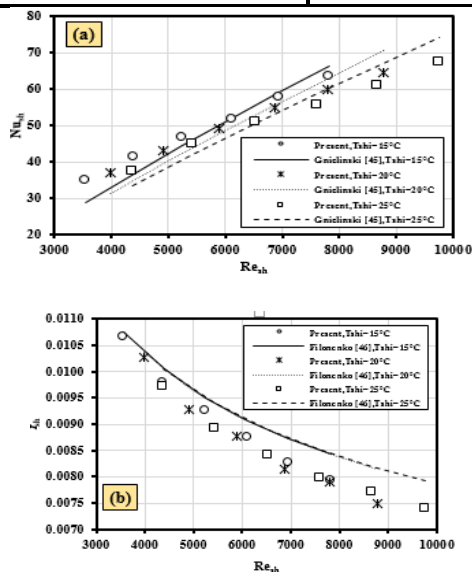 (a)
80
70
60
50
40
30
20
Nu_sh
Present,Tshi=15°C
Gnielinski [45],Tshi=15°C
Present,Tshi=20°C
Gnielinski [45],Tshi=20°C
Present,Tshi=25°C
Gnielinski [45],Tshi=25°C
3000 4000 5000 6000 7000 8000 9000 10000
Re_sh
0.0110
0.0105
0.0100
0.0095
0.0090
0.0085
0.0080
0.0075
0.0070
Present,Tshi=15°C
Filonenko [46],Tshi=15°C
Present,Tshi=20°C
Filonenko [46],Tshi=20°C
Present,Tshi=25°C
Filonenko [46],Tshi=25°C
(b)
3000 4000 5000 6000 7000 8000 9000 10000
Re_sh